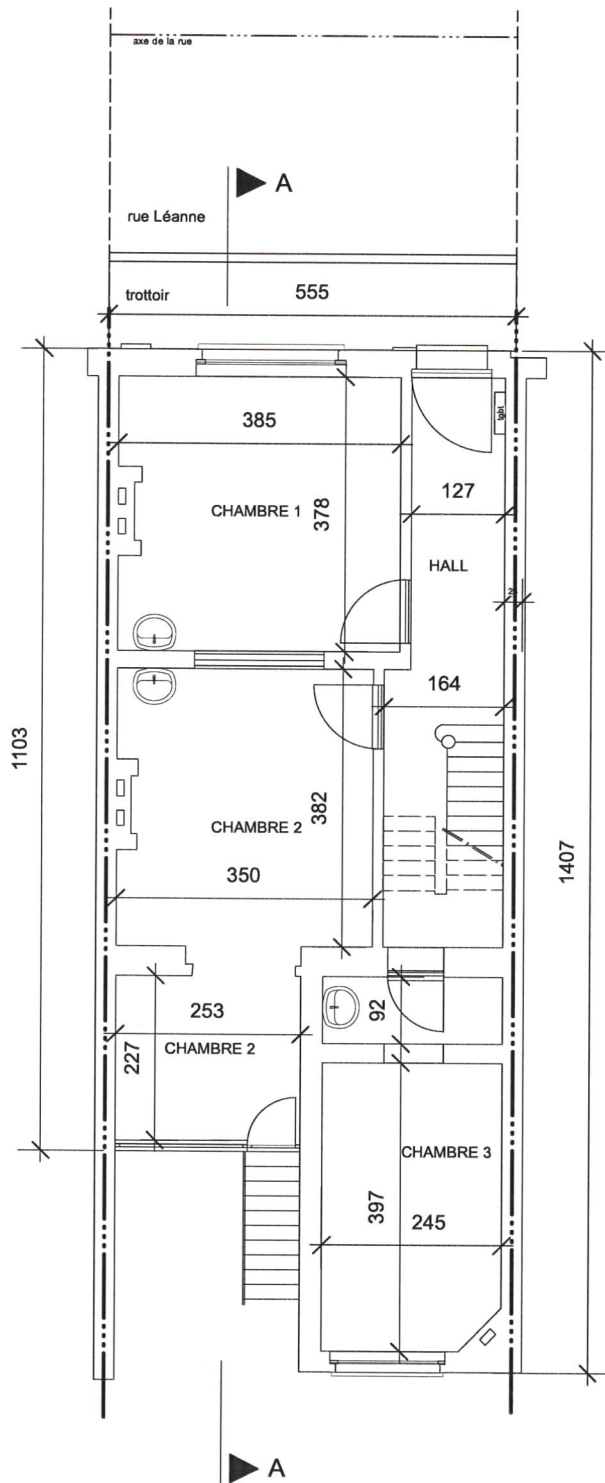 axe de la rue
A
rue Léanne
trottoir
555
385
127
tgbt
CHAMBRE 1
378
HALL
164
1103
CHAMBRE 2
382
350
1407
253
92
227
CHAMBRE 2
CHAMBRE 3
397
245
A